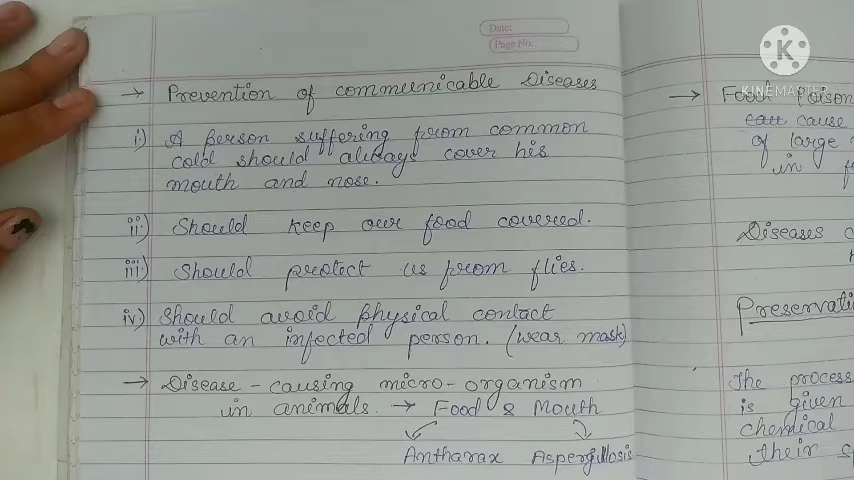 Date:
Page No:
K
KINEMASTER
→ Prevention of communicable Diseases
i) A person suffering from common
cold should always cover his
mouth and nose.
ii) Should keep our food covered.
iii) Should protect us from flies.
iv) Should avoid physical contact
with an infected person. (wear mask)
→ Disease-causing micro-organism
in animals. → Food & Mouth
Antharax Aspergillosis
→ Food Poison
cause
of large
in
Diseases
Preservati
The process
is given
chemical
their